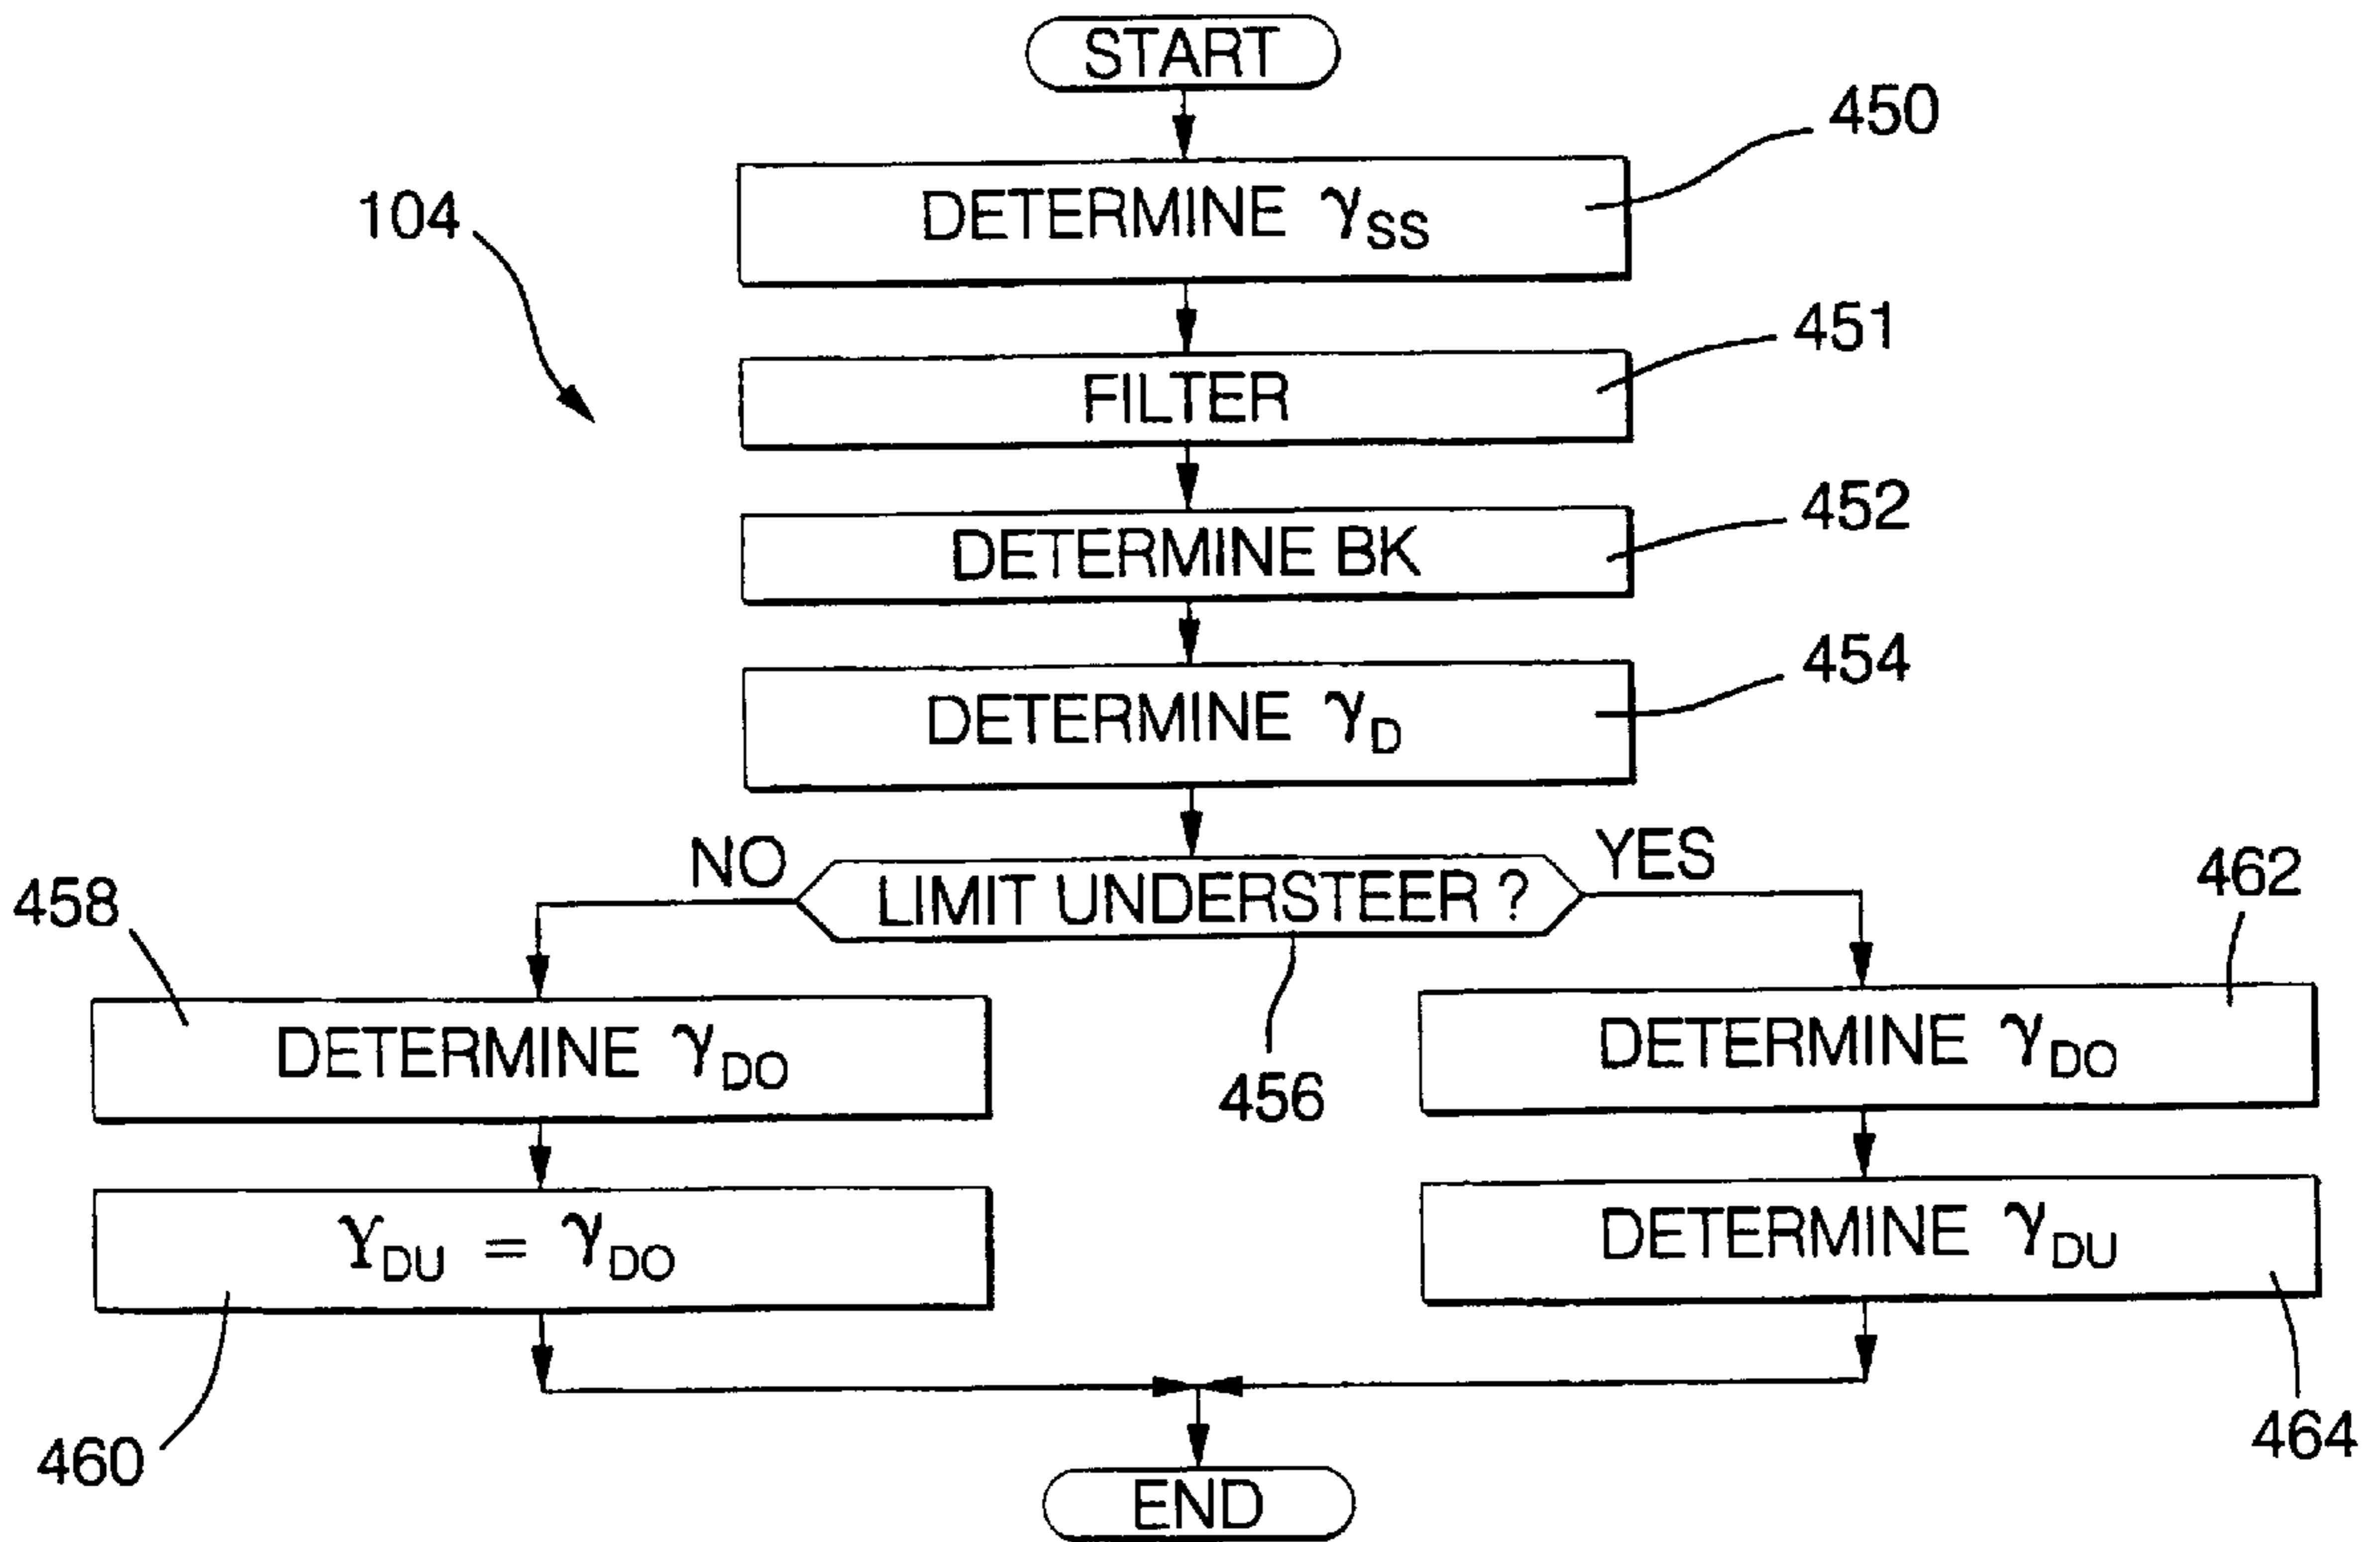 START
450
DETERMINE γSS
104
451
FILTER
452
DETERMINE BK
454
DETERMINE γD
NO
LIMIT UNDERSTEER ?
YES
458
462
DETERMINE γDO
456
DETERMINE γDO
ϒDU = γDO
DETERMINE γDU
460
464
END